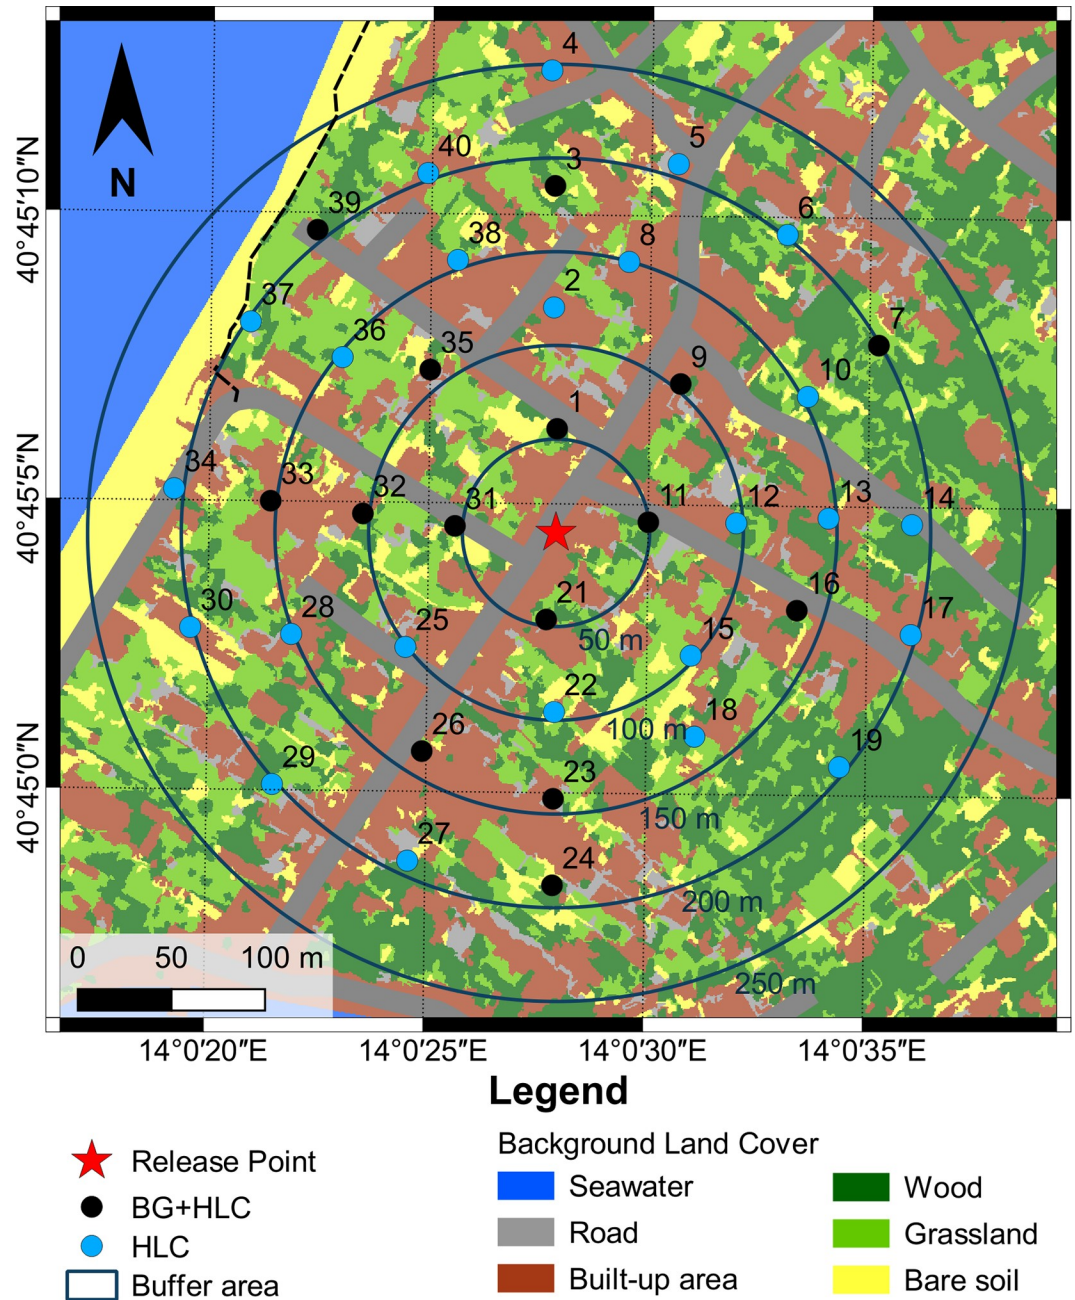 4
5
40
3
39
6
38
8
40°45′10″N
37
2
7
36
35
9
10
1
34
33
32
31
11
12
13
14
40°45′5″N
21
16
30
28
25
50 m
15
17
22
100 m
18
26
19
29
23
150 m
40°45′0″N
27
24
200 m
250 m
N
0 50 100 m
14°0′20″E 14°0′25″E 14°0′30″E 14°0′35″E
Legend
Release Point
BG+HLC
HLC
Buffer area
Background Land Cover
Seawater
Road
Built-up area
Wood
Grassland
Bare soil